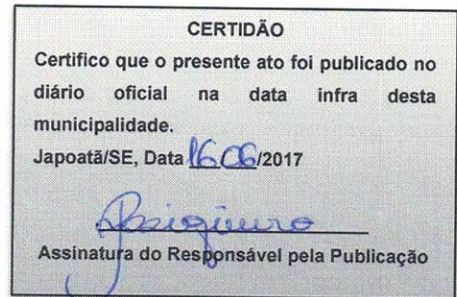 CERTIDÃO
Certifico que o presente ato foi publicado no
diário oficial na data infra desta
municipalidade.
Japoatã/SE, Data 16.06/2017
Assinatura do Responsável pela Publicação